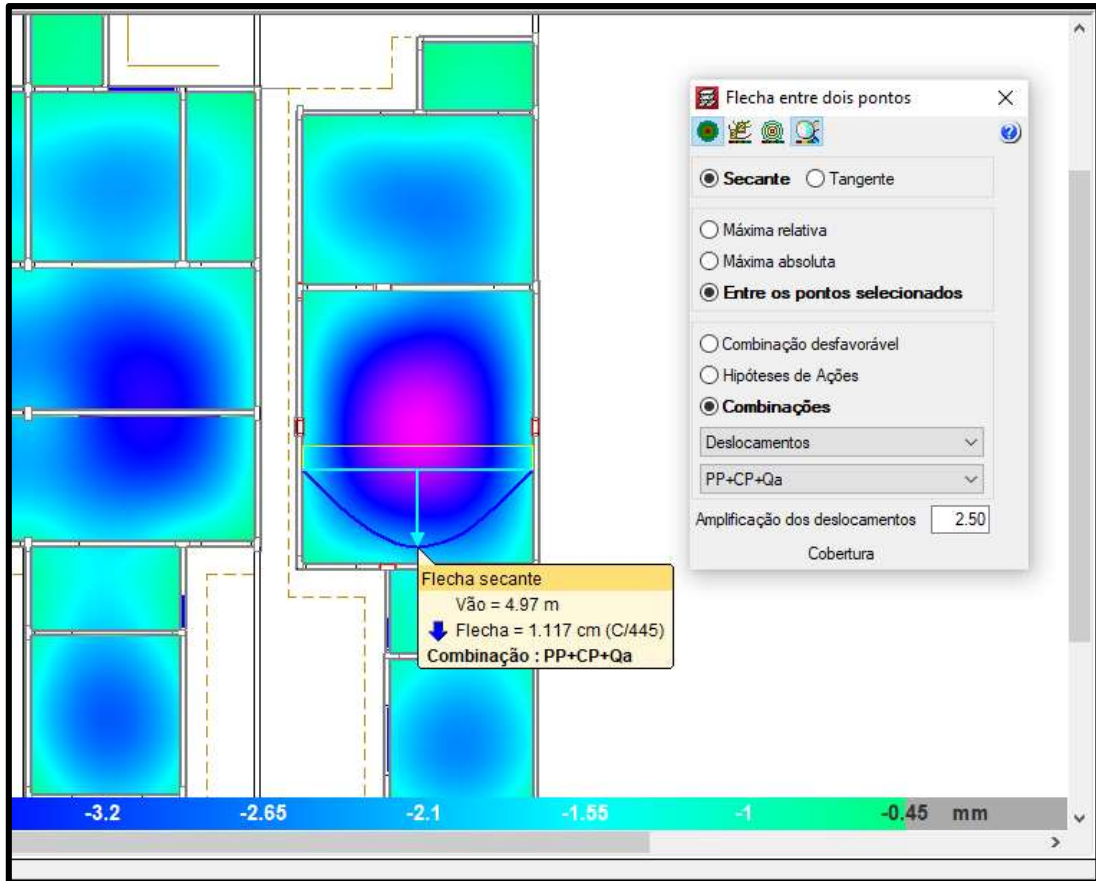 Flecha entre dois pontos
Secante Tangente
Máxima relativa
Máxima absoluta
Entre os pontos selecionados
Combinação desfavorável
Hipóteses de Ações
Combinações
Deslocamentos
PP+CP+Qa
Amplificação dos deslocamentos 2.50
Cobertura
Flecha secante
Vão = 4.97 m
Flecha = 1.117 cm (C/445)
Combinação : PP+CP+Qa
-3.2 -2.65 -2.1 -1.55 -1 -0.45 mm